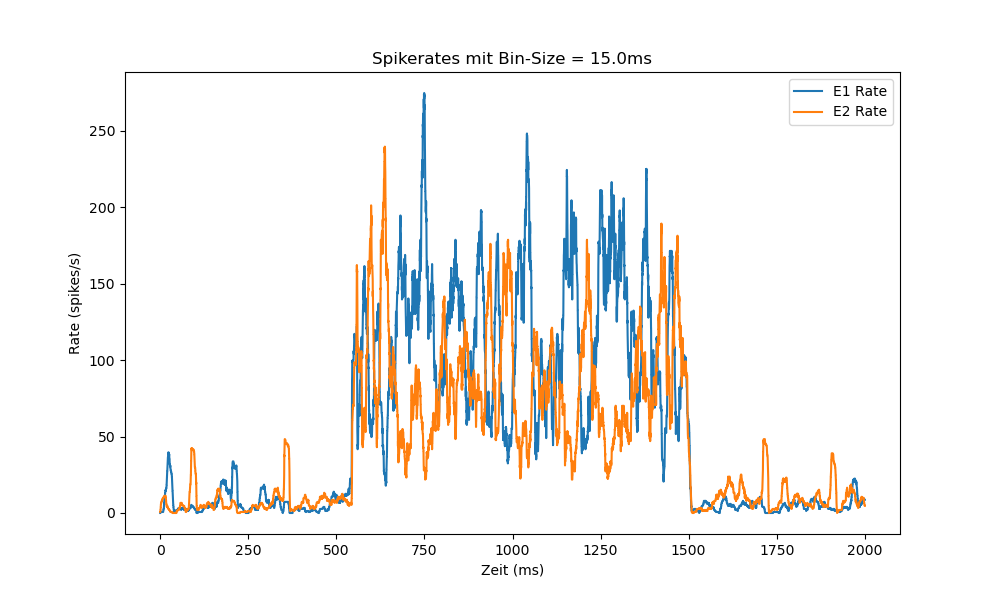 Spikerates mit Bin-Size = 15.0ms
E1 Rate
E2 Rate
Rate (spikes/s)
250
200
150
100
50
0
0 250 500 750 1000 1250 1500 1750 2000
Zeit (ms)